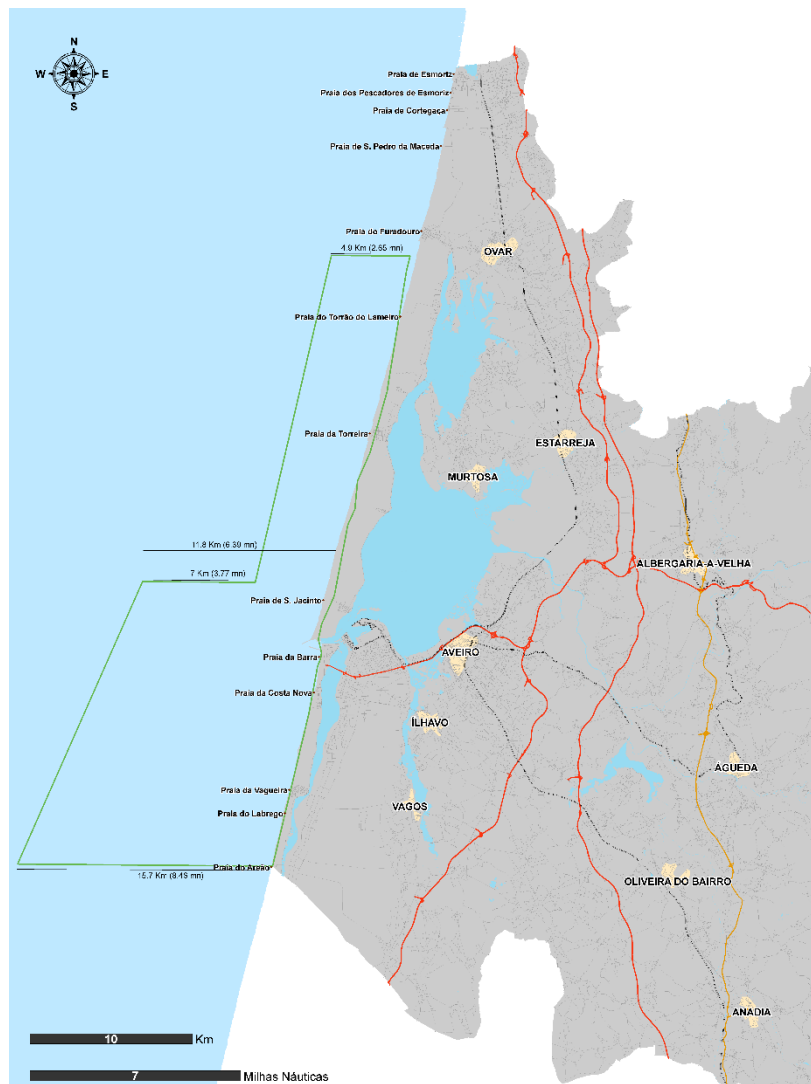 N
W E
S
Praia de Esmoriz
Praia dos Pescadores de Esmoriz
Praia de Cortegaça
Praia de S. Pedro da Maceda
Praia do Furadouro
4.9 Km (2.65 mn)
OVAR
Praia do Torrão do Lameiro
Praia da Torreira
ESTARREJA
MURTOSA
11.8 Km (6.39 mn)
ALBERGARIA-A-VELHA
7 Km (3.77 mn)
Praia de S. Jacinto
Praia da Barra
AVEIRO
Praia da Costa Nova
ÍLHAVO
ÁGUEDA
Praia da Vagueira
VAGOS
Praia do Labrego
Praia do Areão
15.7 Km (8.49 mn)
OLIVEIRA DO BAIRRO
ANADIA
10 Km
7 Milhas Náuticas